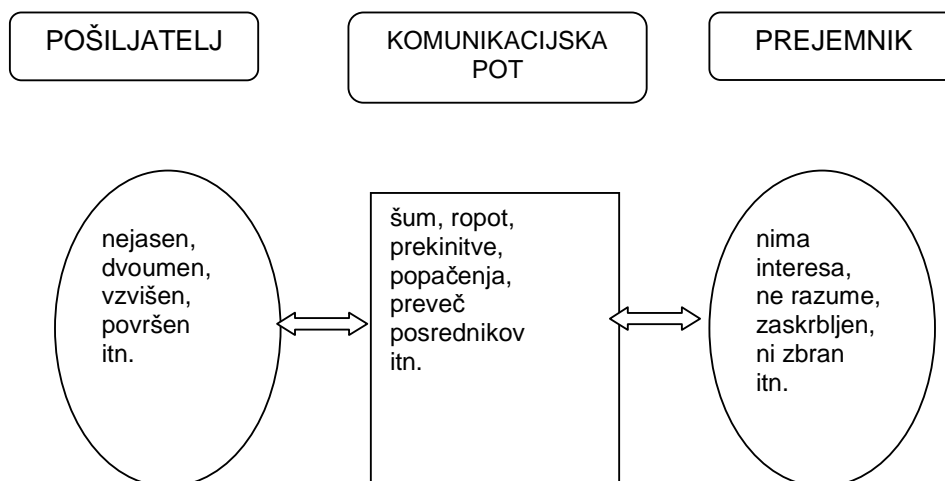 POŠILJATELJ
KOMUNIKACIJSKA
POT
PREJEMNIK
nejasen,
dvoumen,
vzvišen,
površen
itn.
šum, ropot,
prekinitve,
popačenja,
preveč
posrednikov
itn.
nima
interesa,
ne razume,
zaskrbljen,
ni zbran
itn.